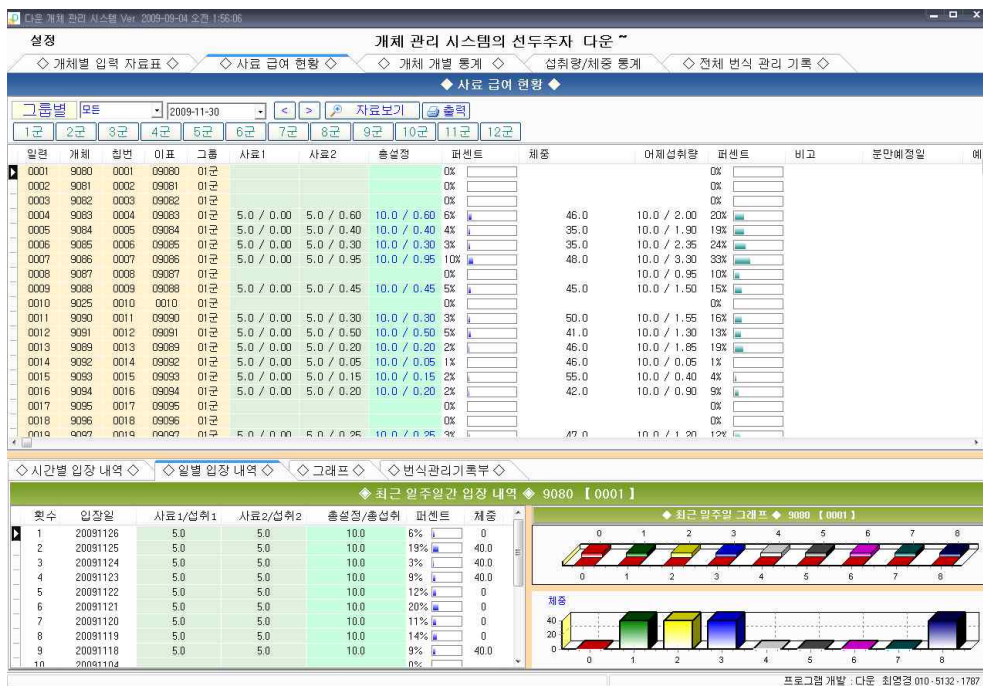 다운 개체 관리 시스템 Ver 2009-09-04 오전 1:56:06
설정 개체 관리 시스템의 선두주자 다운 ~
◇ 개체별 입력 자료표 ◇ ◇ 사료 급여 현황 ◇ ◇ 개체 개별 통계 ◇ 섭취량/체중 통계 ◇ 전체 번식 관리 기록 ◇
◆ 사료 급여 현황 ◆
그룹별 모든 2009-11-30 < > 자료보기 출력
1군 2군 3군 4군 5군 6군 7군 8군 9군 10군 11군 12군
일련 개체 칩번 이표 그룹 사료1 사료2 총설정 퍼센트 체중 어제섭취량 퍼센트 비고 분만예정일 예
0001 9080 0001 09080 01군 0% 0%
0002 9081 0002 09081 01군 0% 0%
0003 9082 0003 09082 01군 0% 0%
0004 9083 0004 09083 01군 5.0 / 0.00 5.0 / 0.60 10.0 / 0.60 6% 46.0 10.0 / 2.00 20%
0005 9084 0005 09084 01군 5.0 / 0.00 5.0 / 0.40 10.0 / 0.40 4% 35.0 10.0 / 1.90 19%
0006 9085 0006 09085 01군 5.0 / 0.00 5.0 / 0.30 10.0 / 0.30 3% 35.0 10.0 / 2.35 24%
0007 9086 0007 09086 01군 5.0 / 0.00 5.0 / 0.95 10.0 / 0.95 10% 48.0 10.0 / 3.30 33%
0008 9087 0008 09087 01군 0% 10.0 / 0.95 10%
0009 9088 0009 09088 01군 5.0 / 0.00 5.0 / 0.45 10.0 / 0.45 5% 45.0 10.0 / 1.50 15%
0010 9025 0010 0010 01군 0% 0%
0011 9090 0011 09090 01군 5.0 / 0.00 5.0 / 0.30 10.0 / 0.30 3% 50.0 10.0 / 1.55 16%
0012 9091 0012 09091 01군 5.0 / 0.00 5.0 / 0.50 10.0 / 0.50 5% 41.0 10.0 / 1.30 13%
0013 9089 0013 09089 01군 5.0 / 0.00 5.0 / 0.20 10.0 / 0.20 2% 46.0 10.0 / 1.85 19%
0014 9092 0014 09092 01군 5.0 / 0.00 5.0 / 0.05 10.0 / 0.05 1% 46.0 10.0 / 0.05 1%
0015 9093 0015 09093 01군 5.0 / 0.00 5.0 / 0.15 10.0 / 0.15 2% 55.0 10.0 / 0.40 4%
0016 9094 0016 09094 01군 5.0 / 0.00 5.0 / 0.20 10.0 / 0.20 2% 42.0 10.0 / 0.90 9%
0017 9095 0017 09095 01군 0% 0%
0018 9096 0018 09096 01군 0% 0%
0019 9097 0019 09097 01군 5.0 / 0.00 5.0 / 0.25 10.0 / 0.25 3% 47.0 10.0 / 1.20 12%
◇ 시간별 입장 내역 ◇ ◇ 일별 입장 내역 ◇ ◇ 그래프 ◇ ◇ 번식관리기록부 ◇
◈ 최근 일주일간 입장 내역 ◈ 9080 【 0001 】
횟수 입장일 사료1/섭취1 사료2/섭취2 총설정/총섭취 퍼센트 체중
1 20091126 5.0 5.0 10.0 6% 0
2 20091125 5.0 5.0 10.0 19% 40.0
3 20091124 5.0 5.0 10.0 3% 40.0
4 20091123 5.0 5.0 10.0 9% 40.0
5 20091122 5.0 5.0 10.0 12% 0
6 20091121 5.0 5.0 10.0 20% 0
7 20091120 5.0 5.0 10.0 11% 0
8 20091119 5.0 5.0 10.0 14% 0
9 20091118 5.0 5.0 10.0 9% 40.0
10 20091104 0%
◈ 최근 일주일 그래프 ◈ 9080 【 0001 】
0 1 2 3 4 5 6 7 8
0 1 2 3 4 5 6 7 8
체중
40
20
0
0 1 2 3 4 5 6 7 8
프로그램 개발 : 다운 최영경 010 - 5132 - 1787